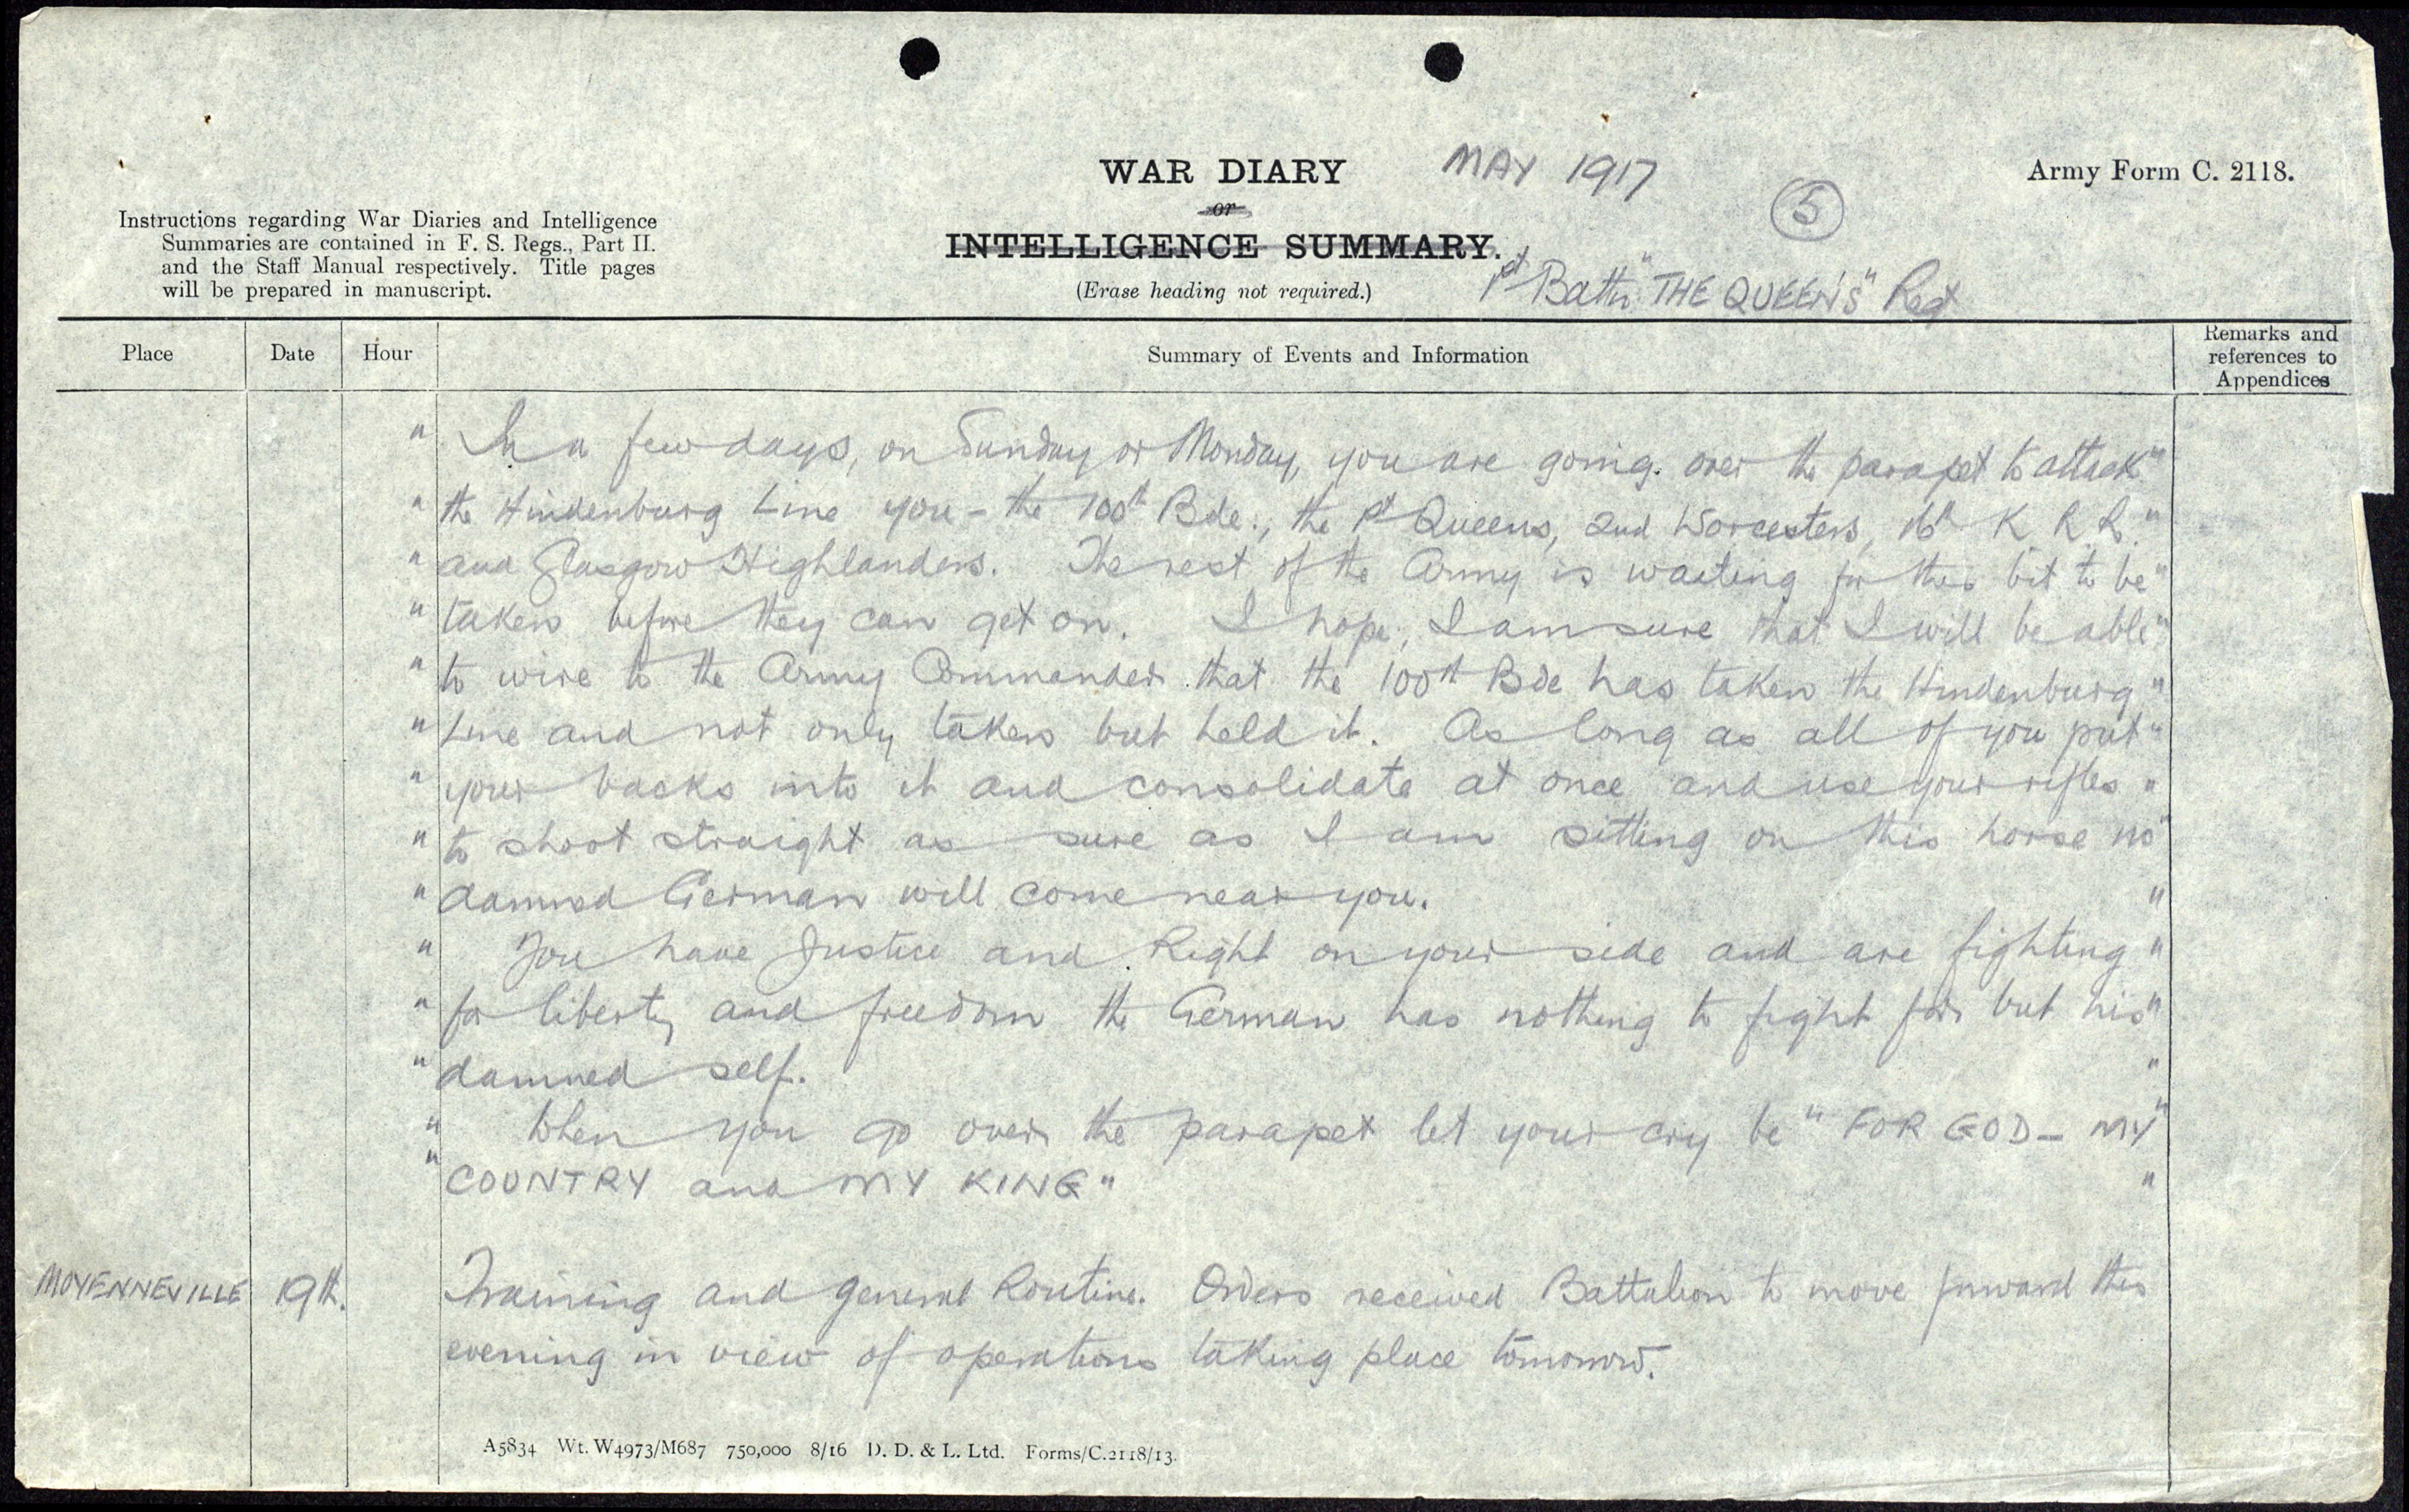 WAR DIARY
MAY 1917
Army Form C. 2118.
or
5
Instructions regarding War Diaries and Intelligence
Summaries are contained in F. S. Regs., Part II.
and the Staff Manual respectively. Title pages
will be prepared in manuscript.
INTELLIGENCE SUMMARY.
(Erase heading not required.)
1st Battn "THE QUEEN'S" Regt
Place Date Hour Summary of Events and Information Remarks and
references to
Appendices
" In a few days, on Sunday or Monday, you are going over the parapet to attack "
" the Hindenburg Line you - the 100th Bde., the 1st Queens, 2nd Worcesters, 16th K.R.R. "
" and Glasgow Highlanders. The rest of the Army is waiting for this bit to be "
" taken before they can get on. I hope, I am sure that I will be able "
" to wire to the Army Commander that the 100th Bde has taken the Hindenburg "
" Line and not only taken but held it. As long as all of you put "
" your backs into it and consolidate at once and use your rifles "
" to shoot straight as sure as I am sitting on this horse no "
" damned German will come near you. "
" You have Justice and Right on your side and are fighting "
" for liberty and freedom the German has nothing to fight for but his "
" damned self. "
" When you go over the parapet let your cry be "FOR GOD - MY "
" COUNTRY and MY KING" "
MOYENNEVILLE 19th. Training and general Routine. Orders received Battalion to move forward this
evening in view of operations taking place tomorrow.
A5834 Wt. W4973/M687 750,000 8/16 D. D. & L. Ltd. Forms/C.2118/13.